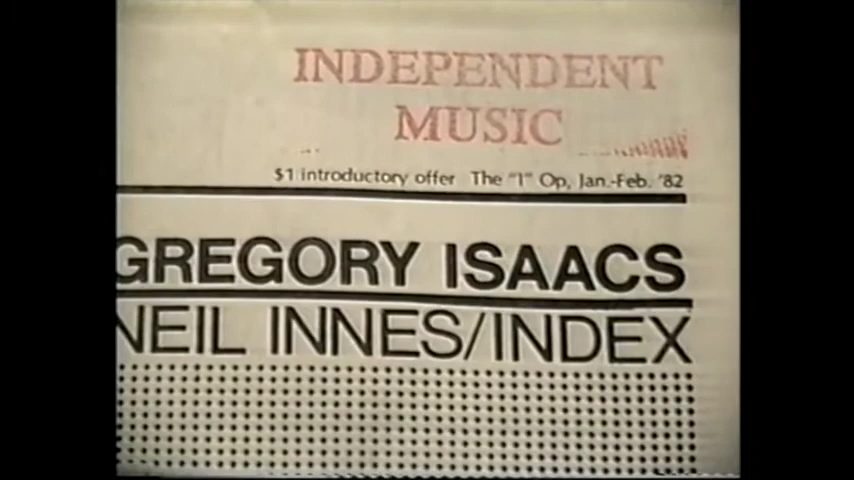 INDEPENDENT
MUSIC
$1 introductory offer The "I" Op, Jan.-Feb. '82
GREGORY ISAACS
NEIL INNES/INDEX